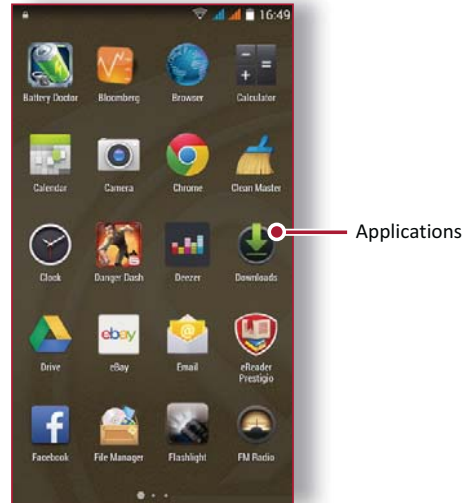 16:49
Battery Doctor Bloomberg Browser Calculator
Calendar Camera Chrome Clean Master
Clock Danger Dash Deezer Downloads
Applications
ebay
Drive eBay Email eReader
Prestigio
Facebook File Manager Flashlight FM Radio